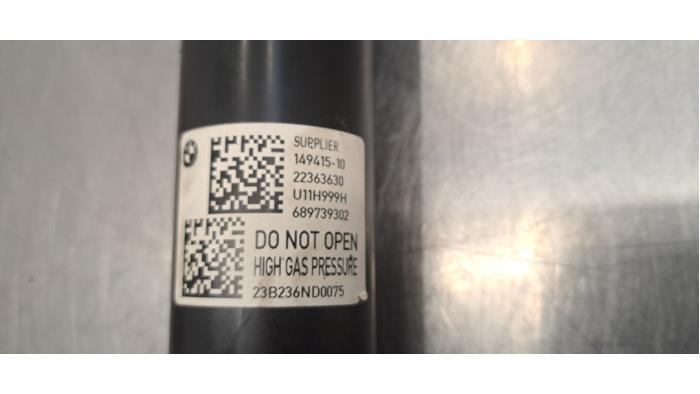 SUPPLIER
149415-10
22363630
U11H999H
689739302
DO NOT OPEN
HIGH GAS PRESSURE
23B236ND0075